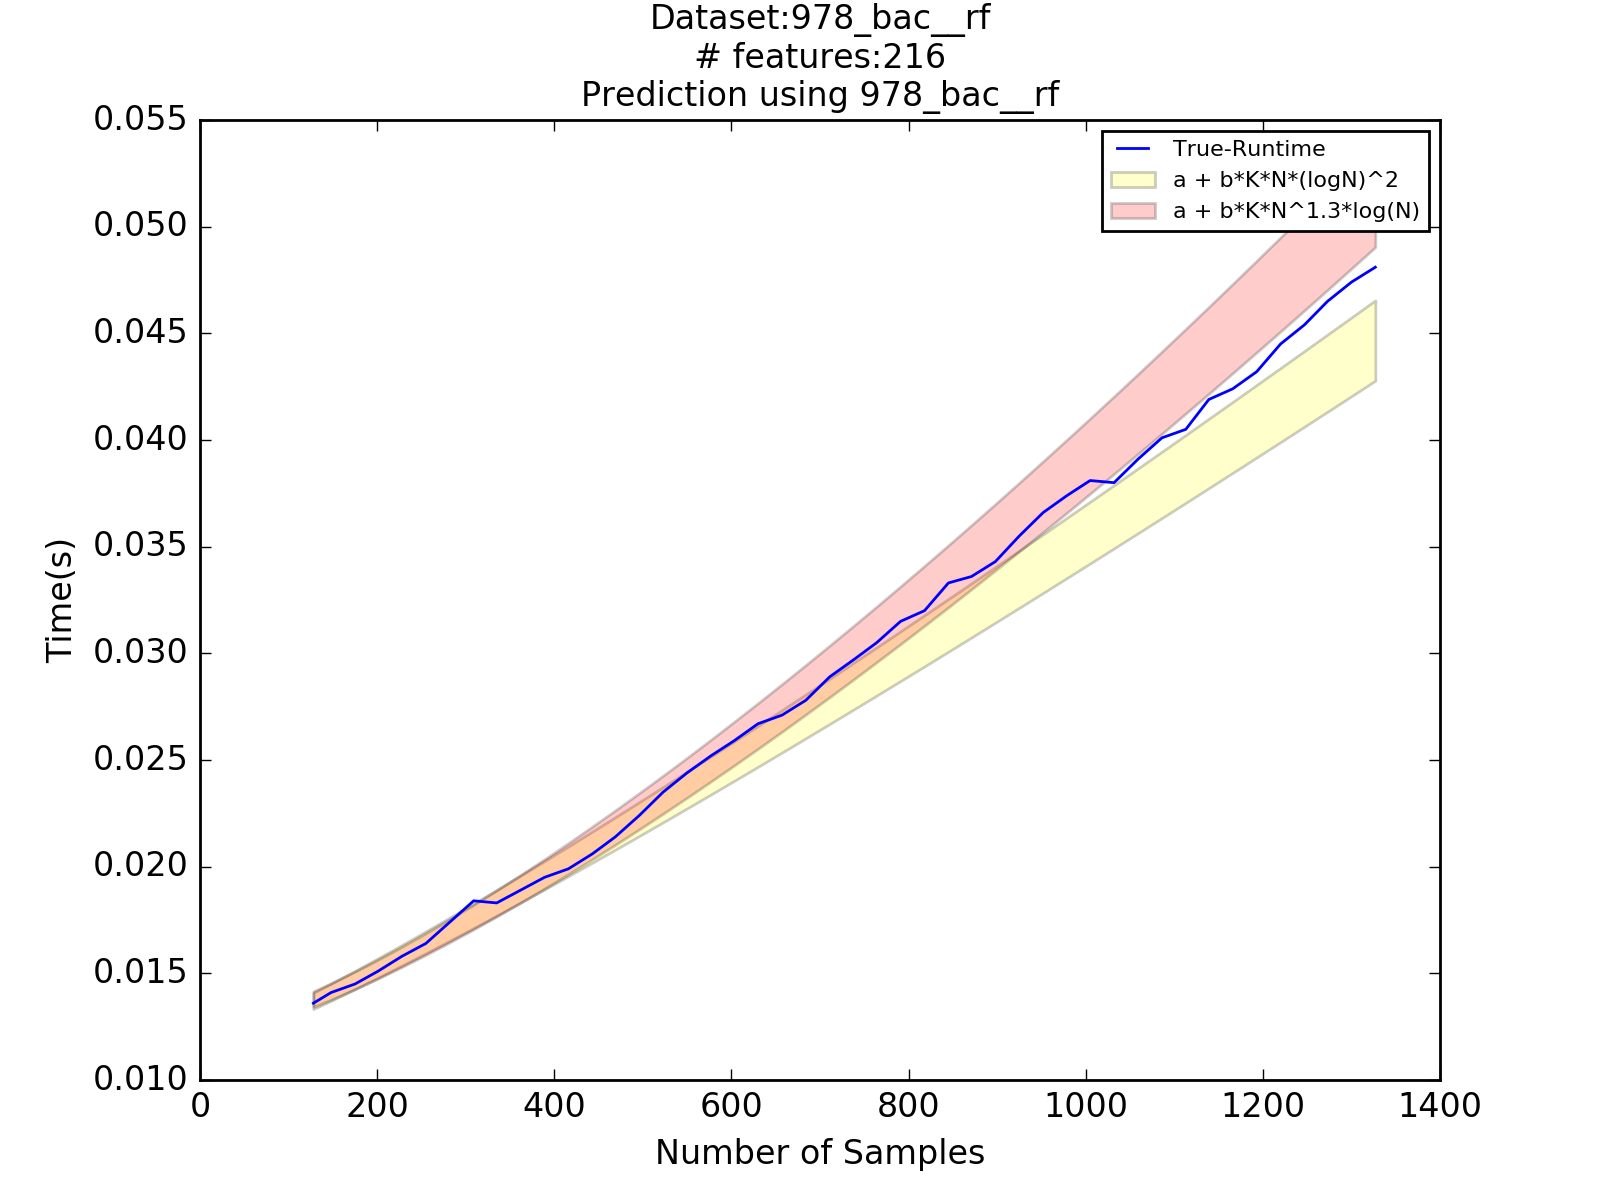 Dataset:978_bac__rf
# features:216
Prediction using 978_bac__rf
0.055
0.050
0.045
0.040
0.035
0.030
0.025
0.020
0.015
0.010
Time(s)
True-Runtime
a + b*K*N*(logN)^2
a + b*K*N^1.3*log(N)
0 200 400 600 800 1000 1200 1400
Number of Samples